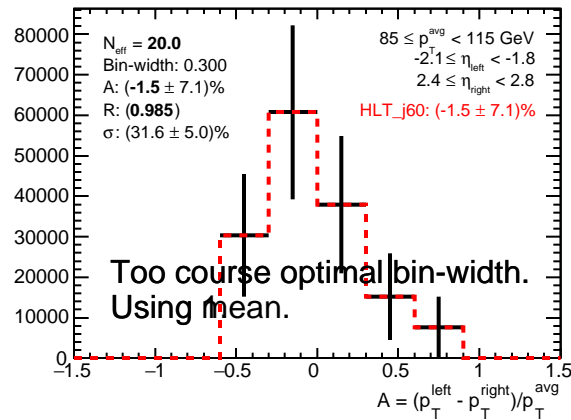 N_eff = 20.0
Bin-width: 0.300
A: (-1.5 ± 7.1)%
R: (0.985)
σ: (31.6 ± 5.0)%
85 ≤ p_T^avg < 115 GeV
-2.1 ≤ η_left < -1.8
2.4 ≤ η_right < 2.8
HLT_j60: (-1.5 ± 7.1)%
80000
70000
60000
50000
40000
30000
20000
10000
0
Too course optimal bin-width.
Using mean.
−1.5 −1 −0.5 0 0.5 1 1.5
A = (p_T^left - p_T^right)/p_T^avg